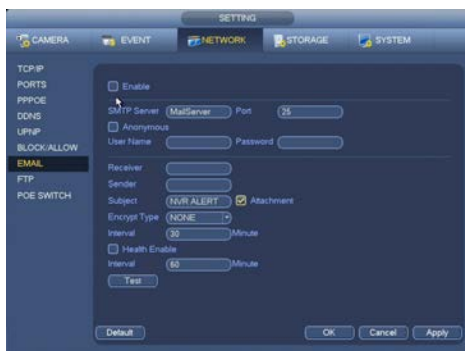 SETTING
CAMERA EVENT NETWORK STORAGE SYSTEM
TCP/IP
PORTS
PPPOE
DDNS
UPNP
BLOCK/ALLOW
EMAIL
FTP
POE SWITCH
Enable
SMTP Server MailServer Port 25
Anonymous
User Name Password
Receiver
Sender
Subject NVR ALERT Attachment
Encrypt Type NONE
Interval 30 Minute
Health Enable
Interval 60 Minute
Test
Default OK Cancel Apply